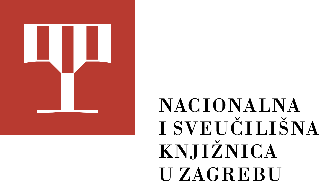 NACIONALNA
I SVEUČILIŠNA
KNJIŽNICA
U ZAGREBU